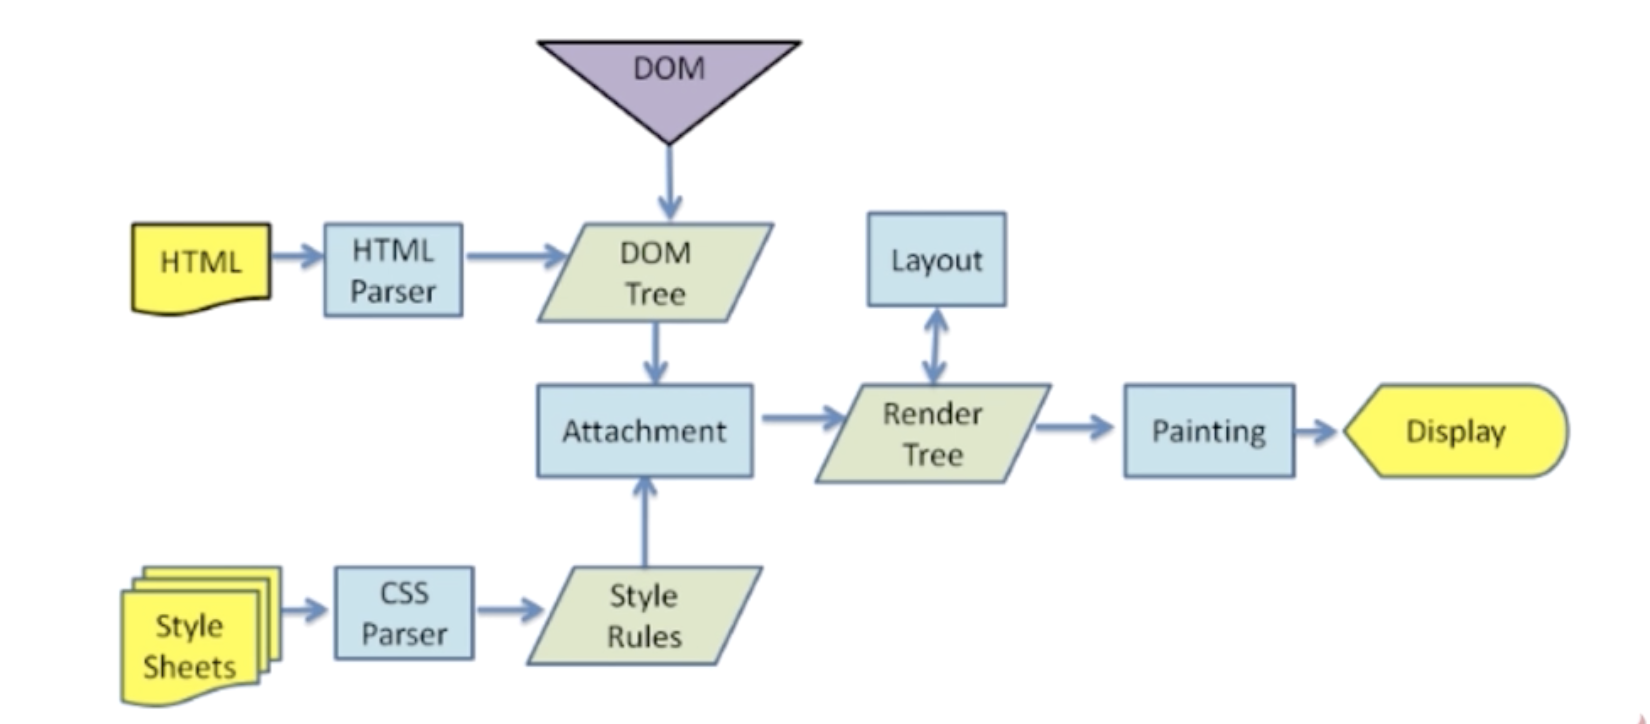 DOM
HTML
HTML
Parser
DOM
Tree
Layout
Attachment
Render
Tree
Painting
Display
Style
Sheets
CSS
Parser
Style
Rules